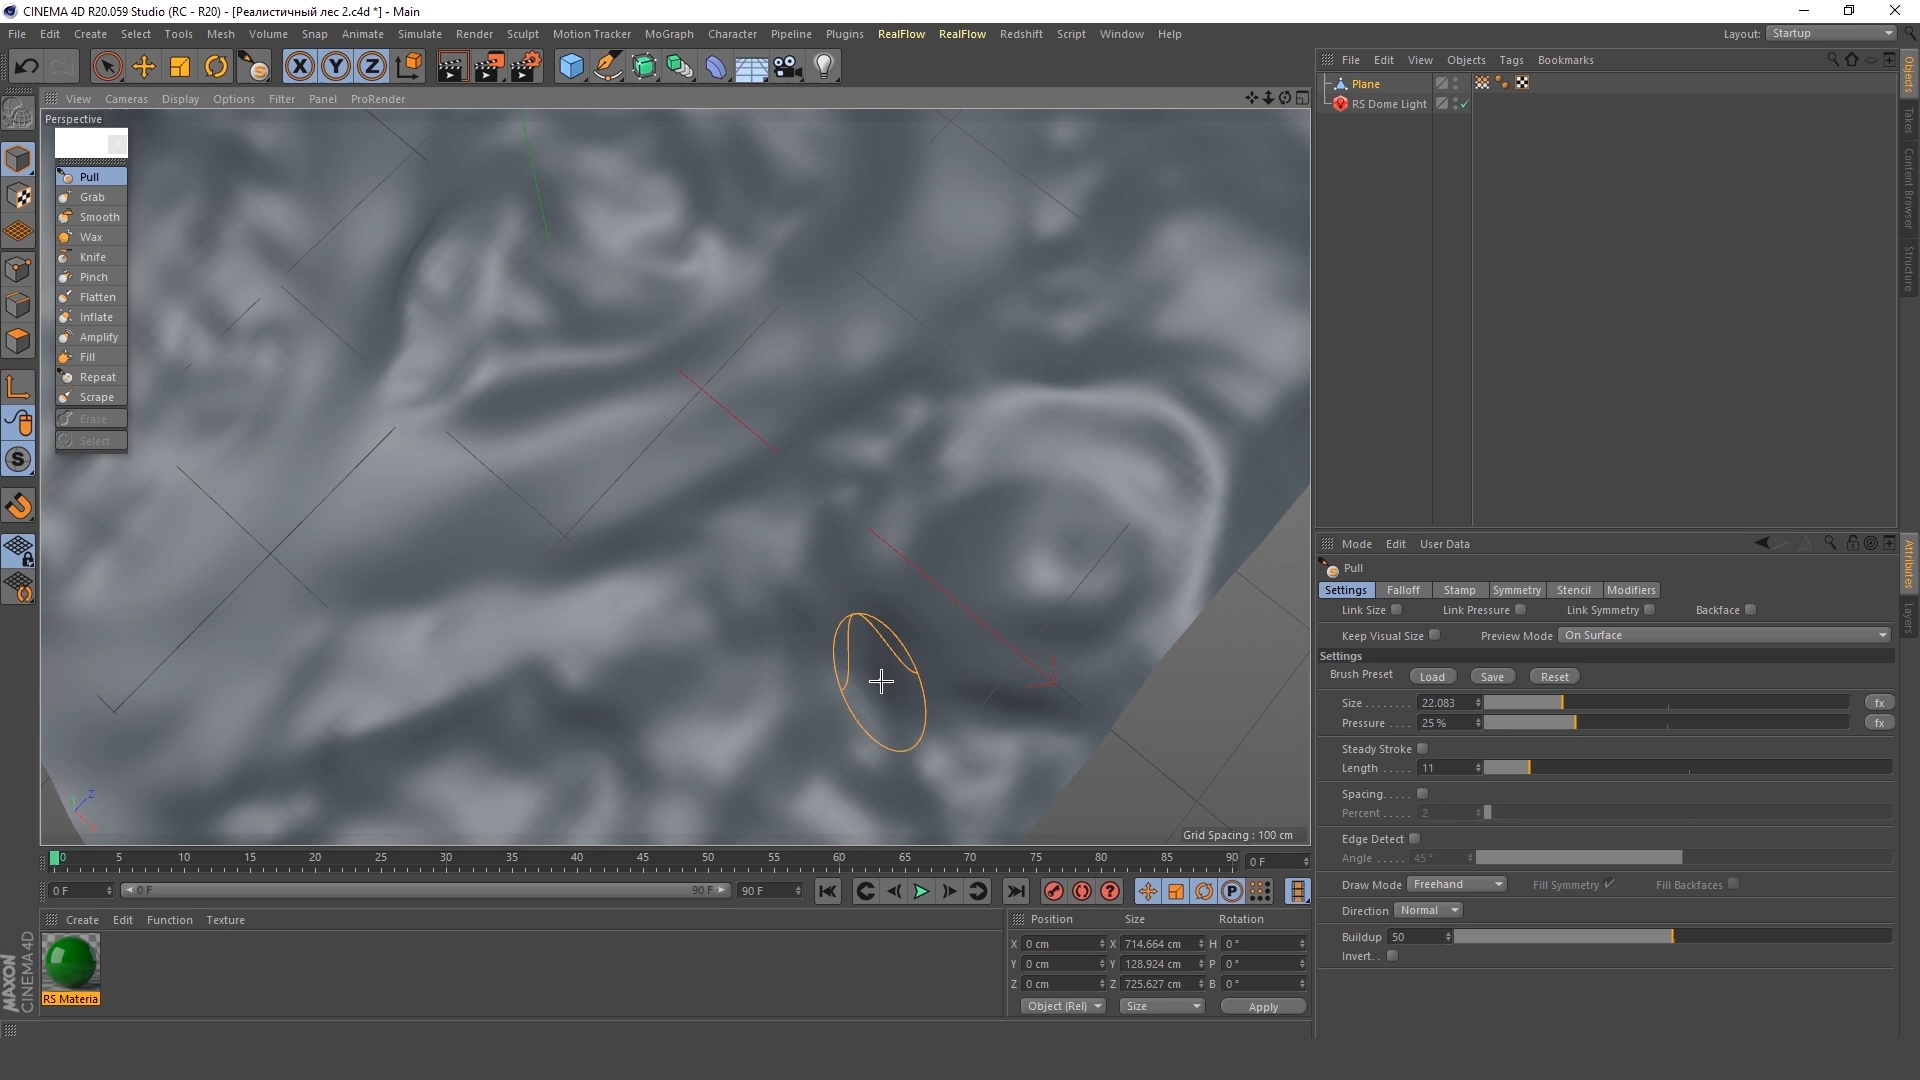 CINEMA 4D R20.059 Studio (RC - R20) - [Реалистичный лес 2.c4d *] - Main
File Edit Create Select Tools Mesh Volume Snap Animate Simulate Render Sculpt Motion Tracker MoGraph Character Pipeline Plugins RealFlow RealFlow Redshift Script Window Help Layout: Startup
File Edit View Objects Tags Bookmarks
Plane
RS Dome Light
Objects
Takes
Content Browser
Structure
View Cameras Display Options Filter Panel ProRender
Perspective
Pull
Grab
Smooth
Wax
Knife
Pinch
Flatten
Inflate
Amplify
Fill
Repeat
Scrape
Erase
Select
Y Z X
Grid Spacing : 100 cm
Mode Edit User Data
Attributes
Layers
Pull
Settings Falloff Stamp Symmetry Stencil Modifiers
Link Size Link Pressure Link Symmetry Backface
Keep Visual Size Preview Mode On Surface
Settings
Brush Preset Load Save Reset
Size 22.083 fx
Pressure 25 % fx
Steady Stroke
Length 11
Spacing
Percent 2
Edge Detect
Angle 45 °
Draw Mode Freehand Fill Symmetry Fill Backfaces
Direction Normal
Buildup 50
Invert
0 5 10 15 20 25 30 35 40 45 50 55 60 65 70 75 80 85 90 0 F
0 F 0 F 90 F 90 F
Create Edit Function Texture
RS Materia
MAXON CINEMA 4D
Position Size Rotation
X 0 cm X 714.664 cm H 0 °
Y 0 cm Y 128.924 cm P 0 °
Z 0 cm Z 725.627 cm B 0 °
Object (Rel) Size Apply